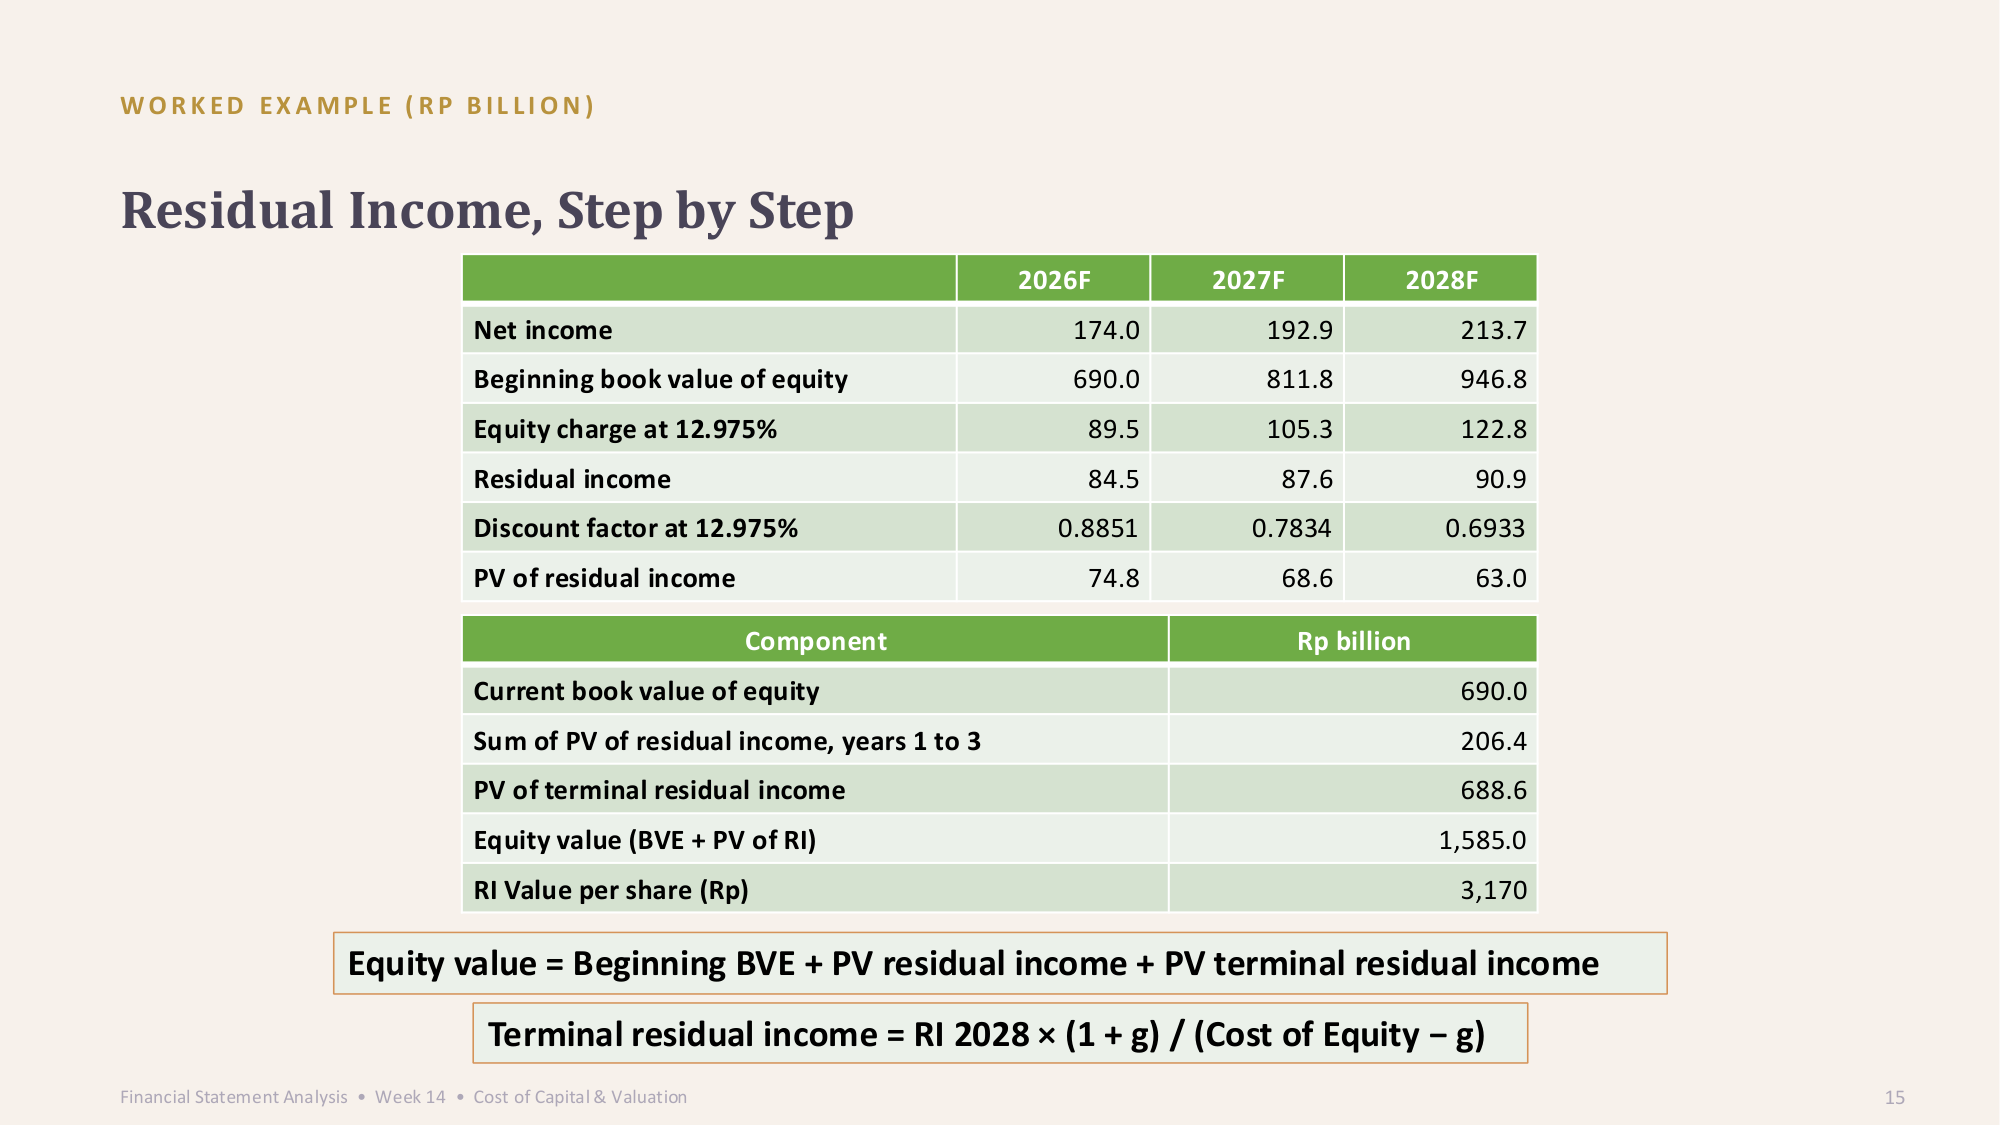 WORKED EXAMPLE (RP BILLION)
Residual Income, Step by Step
2026F 2027F 2028F
Net income 174.0 192.9 213.7
Beginning book value of equity 690.0 811.8 946.8
Equity charge at 12.975% 89.5 105.3 122.8
Residual income 84.5 87.6 90.9
Discount factor at 12.975% 0.8851 0.7834 0.6933
PV of residual income 74.8 68.6 63.0
Component Rp billion
Current book value of equity 690.0
Sum of PV of residual income, years 1 to 3 206.4
PV of terminal residual income 688.6
Equity value (BVE + PV of RI) 1,585.0
RI Value per share (Rp) 3,170
Equity value = Beginning BVE + PV residual income + PV terminal residual income
Terminal residual income = RI 2028 × (1 + g) / (Cost of Equity − g)
Financial Statement Analysis • Week 14 • Cost of Capital & Valuation 15